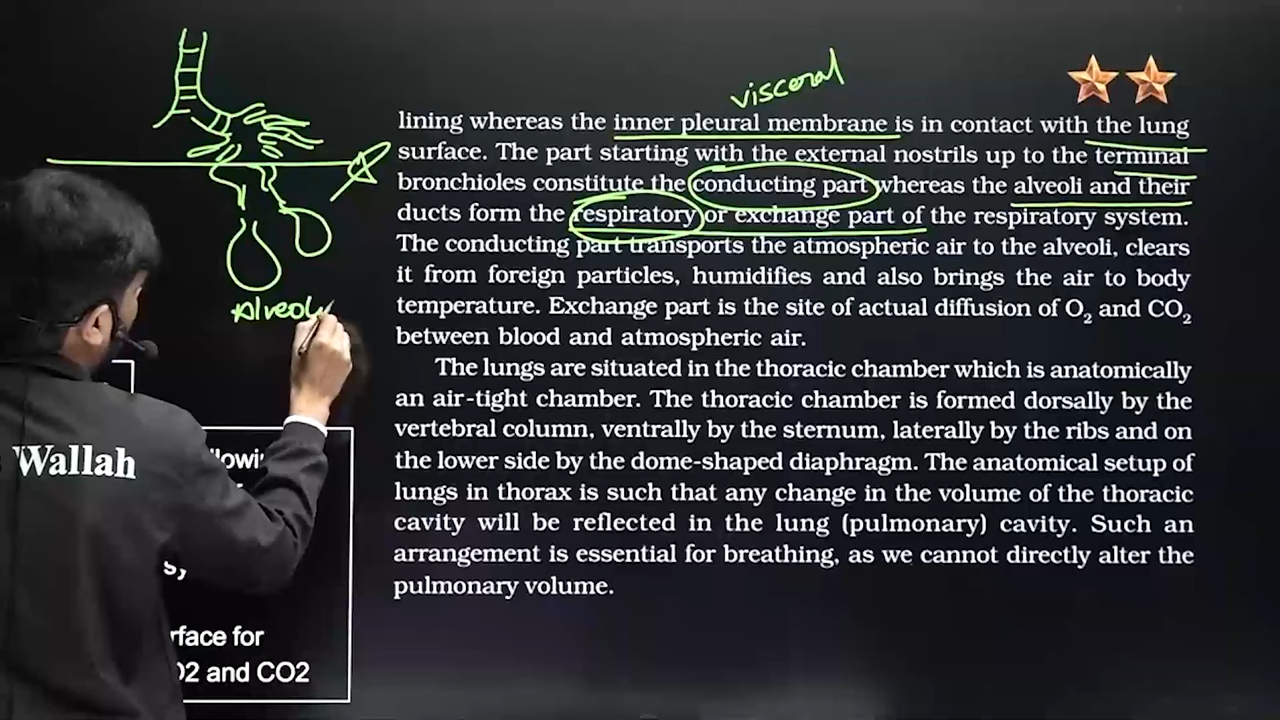 visceral
lining whereas the inner pleural membrane is in contact with the lung
surface. The part starting with the external nostrils up to the terminal
bronchioles constitute the conducting part whereas the alveoli and their
ducts form the respiratory or exchange part of the respiratory system.
The conducting part transports the atmospheric air to the alveoli, clears
it from foreign particles, humidifies and also brings the air to body
temperature. Exchange part is the site of actual diffusion of O₂ and CO₂
between blood and atmospheric air.
The lungs are situated in the thoracic chamber which is anatomically
an air-tight chamber. The thoracic chamber is formed dorsally by the
vertebral column, ventrally by the sternum, laterally by the ribs and on
the lower side by the dome-shaped diaphragm. The anatomical setup of
lungs in thorax is such that any change in the volume of the thoracic
cavity will be reflected in the lung (pulmonary) cavity. Such an
arrangement is essential for breathing, as we cannot directly alter the
pulmonary volume.
Wallah
for
and CO2